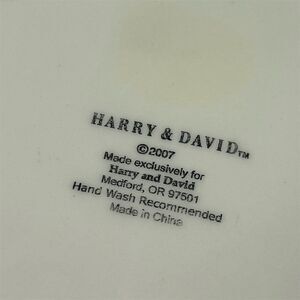 HARRY & DAVID™
©2007
Made exclusively for
Harry and David
Medford, OR 97501
Hand Wash Recommended
Made in China